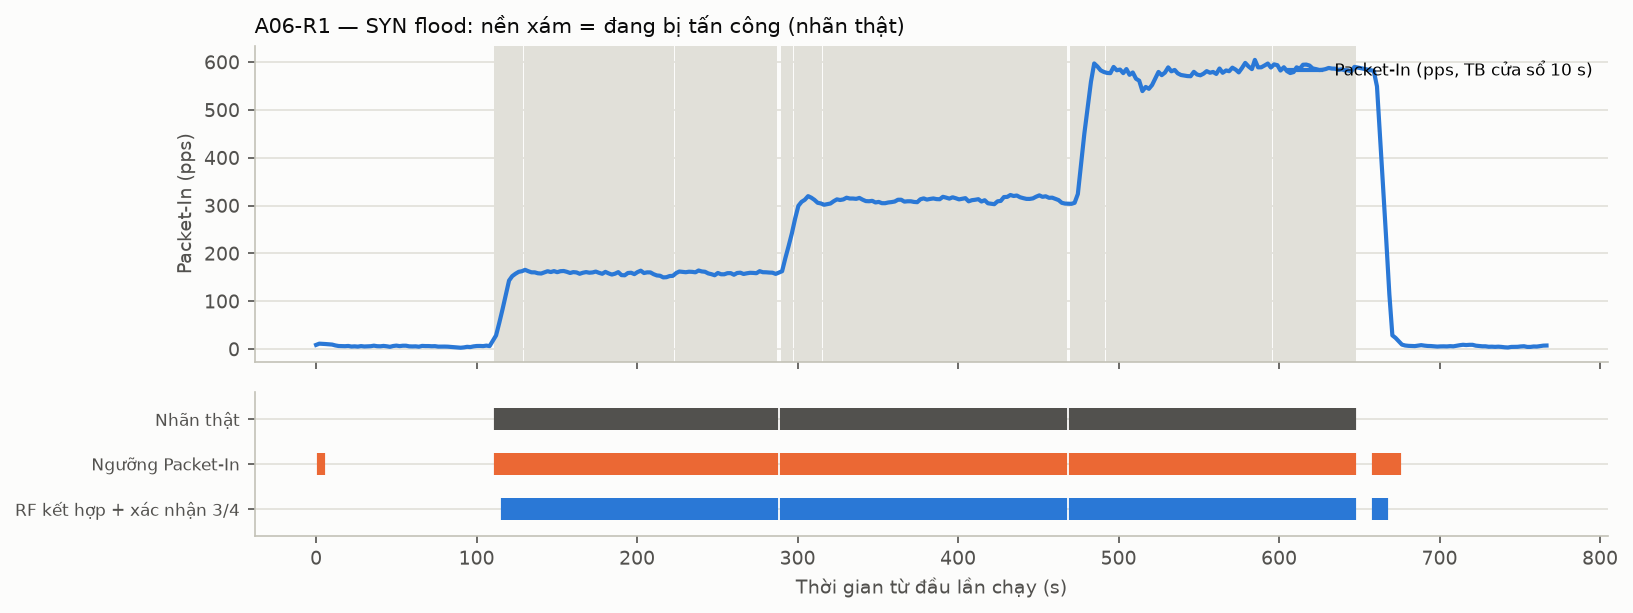 A06-R1 — SYN flood: nền xám = đang bị tấn công (nhãn thật)
Packet-In (pps)
600
500
400
300
200
100
0
Packet-In (pps, TB cửa sổ 10 s)
Nhãn thật
Ngưỡng Packet-In
RF kết hợp + xác nhận 3/4
0 100 200 300 400 500 600 700 800
Thời gian từ đầu lần chạy (s)